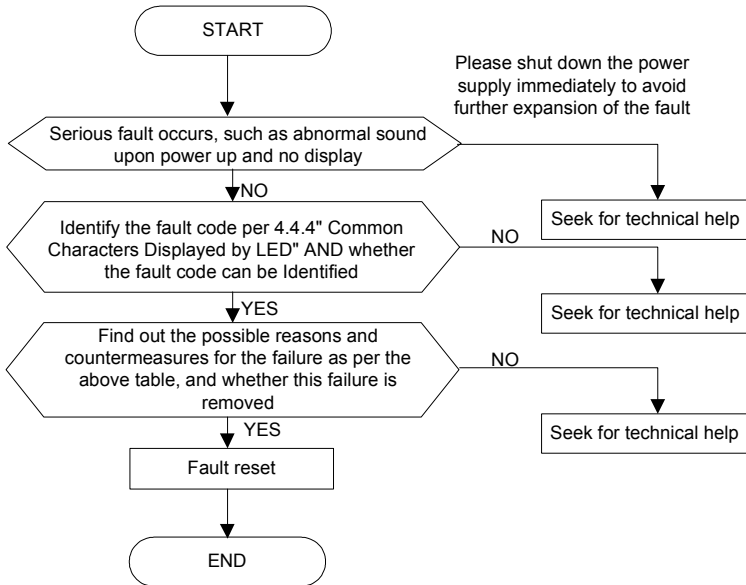 START
Please shut down the power
supply immediately to avoid
further expansion of the fault
Serious fault occurs, such as abnormal sound
upon power up and no display
NO
Seek for technical help
Identify the fault code per 4.4.4" Common
Characters Displayed by LED" AND whether
the fault code can be Identified
NO
YES
Seek for technical help
Find out the possible reasons and
countermeasures for the failure as per the
above table, and whether this failure is
removed
NO
YES
Seek for technical help
Fault reset
END